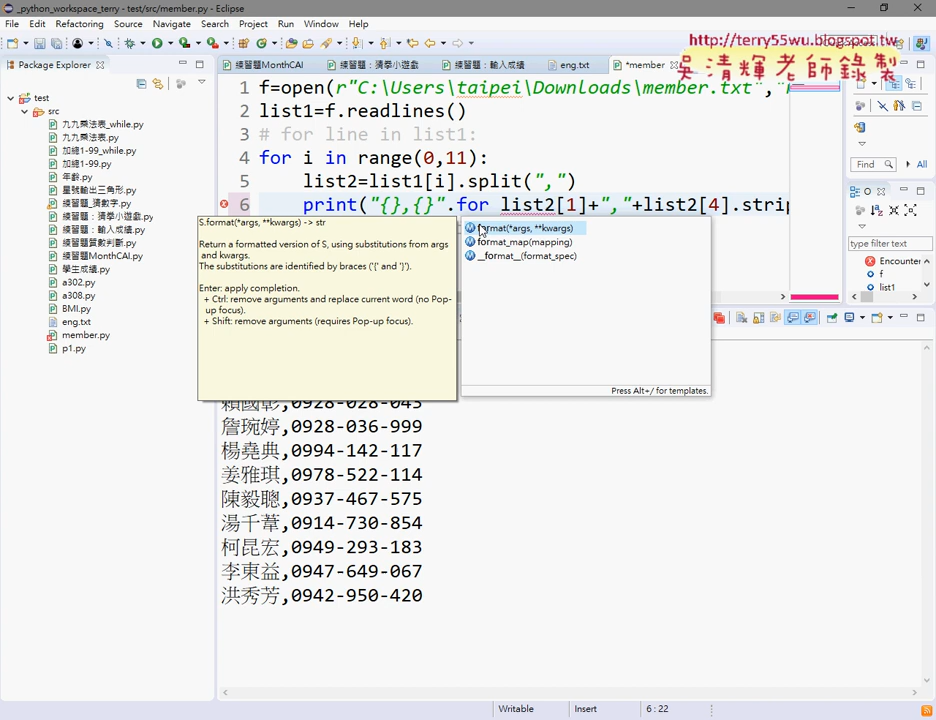 _python_workspace_terry - test/src/member.py - Eclipse
File Edit Refactoring Source Navigate Search Project Run Window Help
http://terry55wu.blogspot.tw
吳清輝老師錄製
Package Explorer
練習題MonthCAl
練習題：猜學小遊戲
練習題：輸入成績
eng.txt
*member
test
src
九九乘法表_while.py
九九乘法表.py
加總1-99_while.py
加總1-99.py
年齡.py
星號輸出三角形.py
練習題_猜數字.py
練習題：猜學小遊戲.py
練習題：輸入成績.py
練習題質數判斷.py
練習題MonthCAl.py
學生成績.py
a302.py
a308.py
BMI.py
eng.txt
member.py
p1.py
1 f=open(r"C:\Users\taipei\Downloads\member.txt",
2 list1=f.readlines()
3 # for line in list1:
4 for i in range(0,11):
5 list2=list1[i].split(",")
6 print("{},{}".for list2[1]+","+list2[4].strip
S.format(*args, **kwargs) -> str
Return a formatted version of S, using substitutions from args
and kwargs.
The substitutions are identified by braces ('{' and '}').
Enter: apply completion.
+ Ctrl: remove arguments and replace current word (no Pop-
up focus).
+ Shift: remove arguments (requires Pop-up focus).
format(*args, **kwargs)
format_map(mapping)
__format__(format_spec)
Press Alt+/ for templates.
Find
All
type filter text
Encounter
f
list1
賴國彰,0928-028-045
詹琬婷,0928-036-999
楊堯典,0994-142-117
姜雅琪,0978-522-114
陳毅聰,0937-467-575
湯千葦,0914-730-854
柯昆宏,0949-293-183
李東益,0947-649-067
洪秀芳,0942-950-420
Writable
Insert
6 : 22